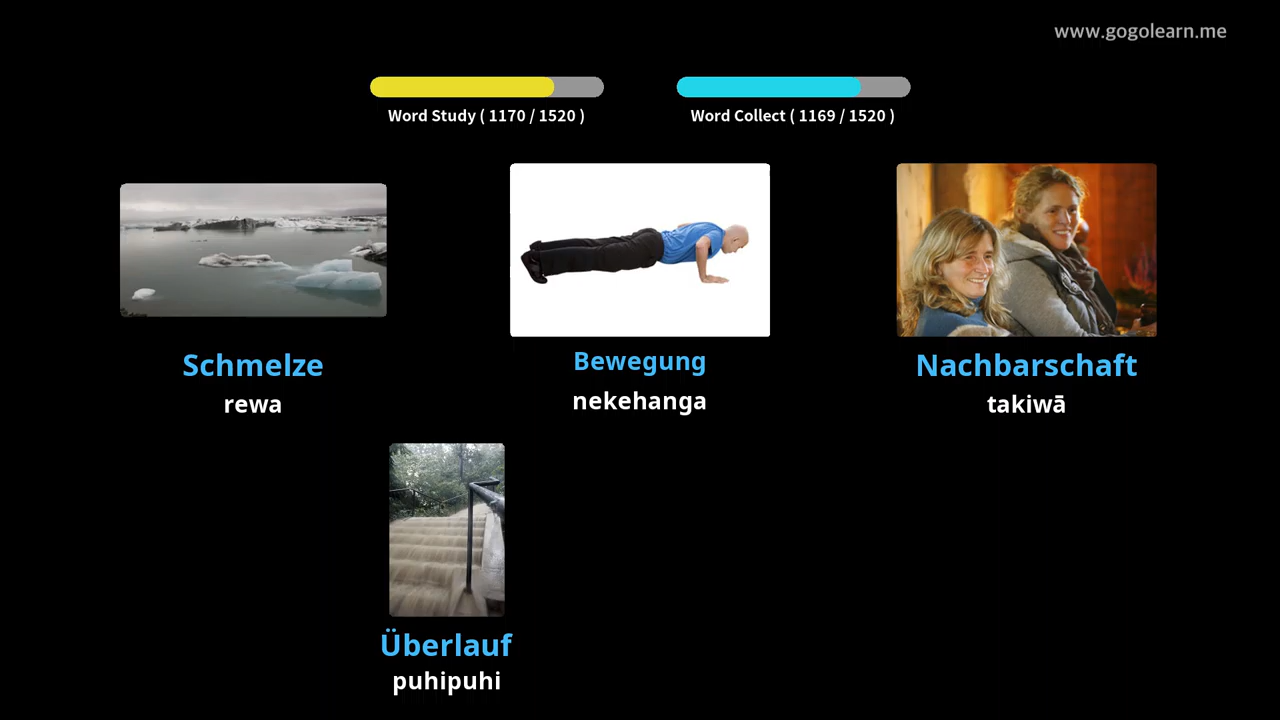 www.gogolearn.me
Word Study ( 1170 / 1520 )
Word Collect ( 1169 / 1520 )
Schmelze
rewa
Bewegung
nekehanga
Nachbarschaft
takiwā
Überlauf
puhipuhi